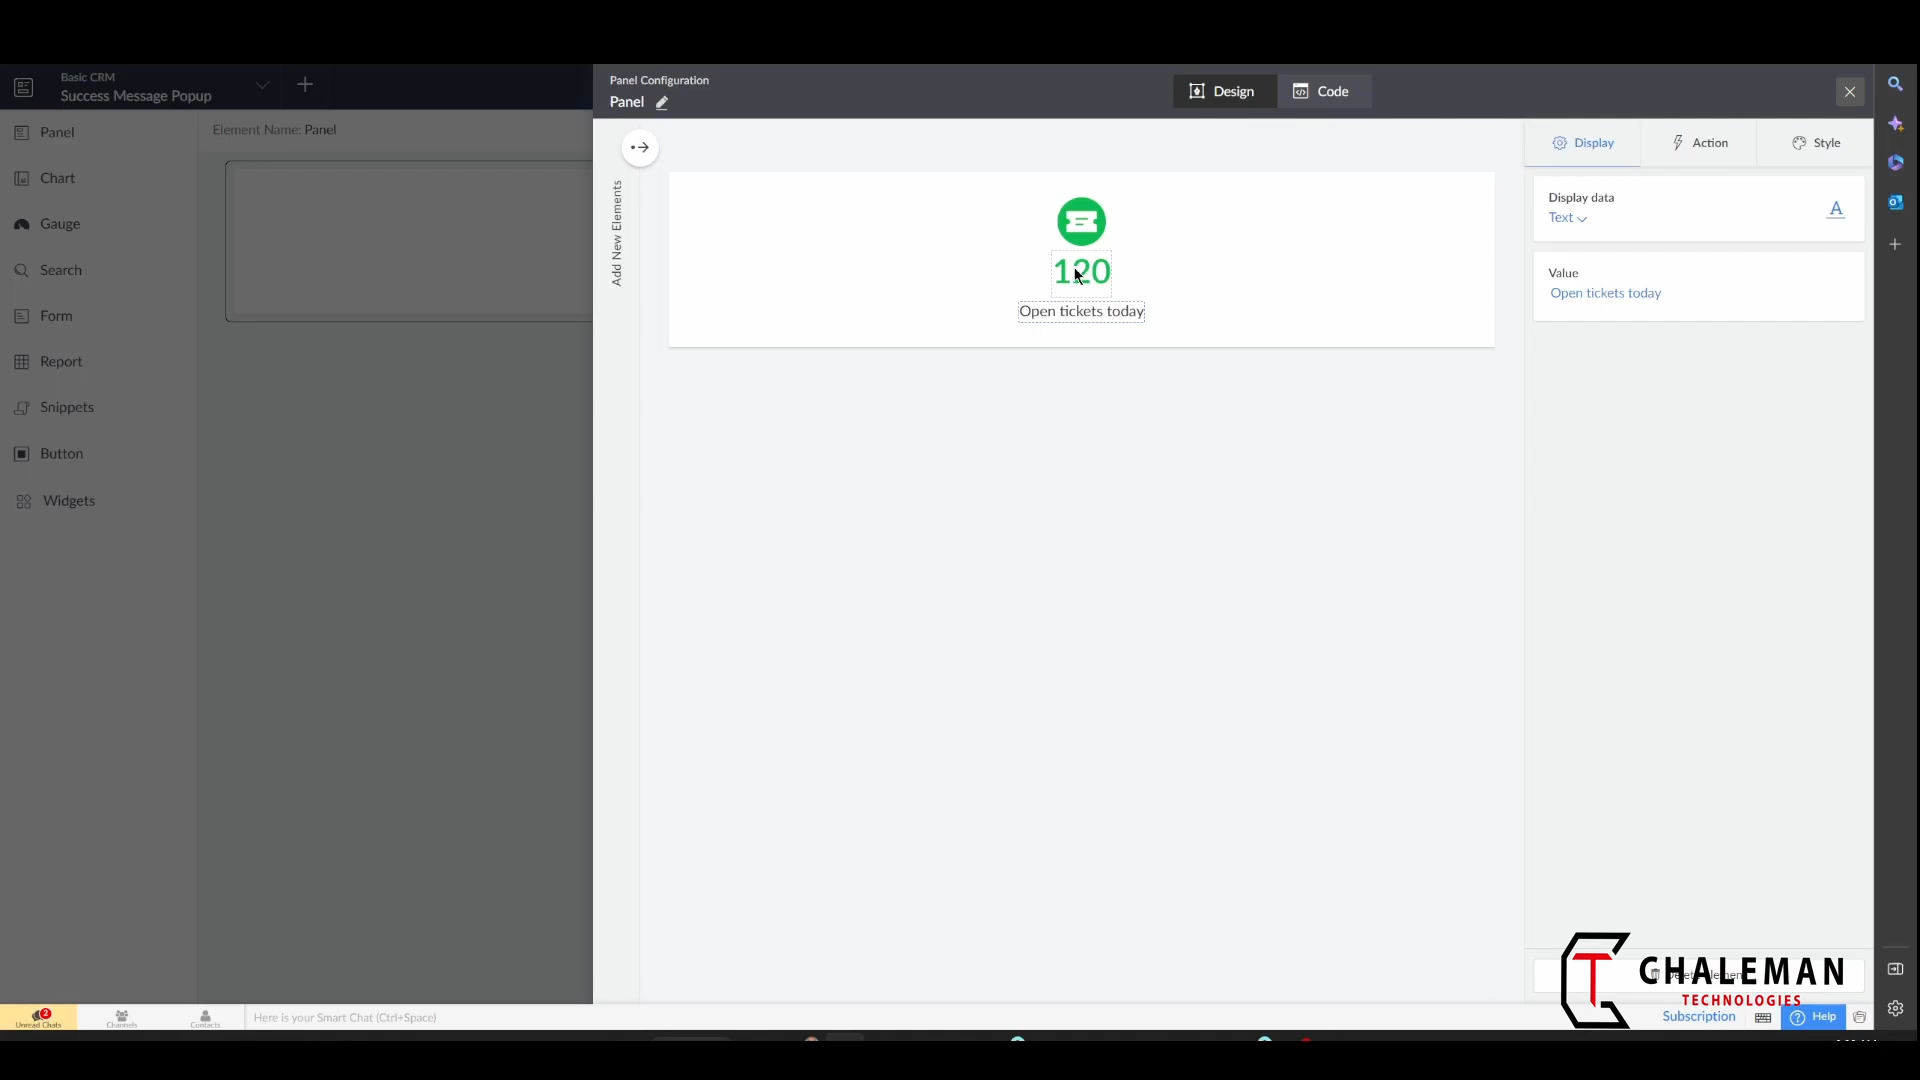 Basic CRM
Success Message Popup
Panel Configuration
Panel
Design
Code
Panel
Chart
Gauge
Search
Form
Report
Snippets
Button
Widgets
Element Name: Panel
Add New Elements
120
Open tickets today
Display
Action
Style
Display data
Text
A
Value
Open tickets today
CHALEMAN
TECHNOLOGIES
2
Unread Chats
Channels
Contacts
Here is your Smart Chat (Ctrl+Space)
Subscription
Help